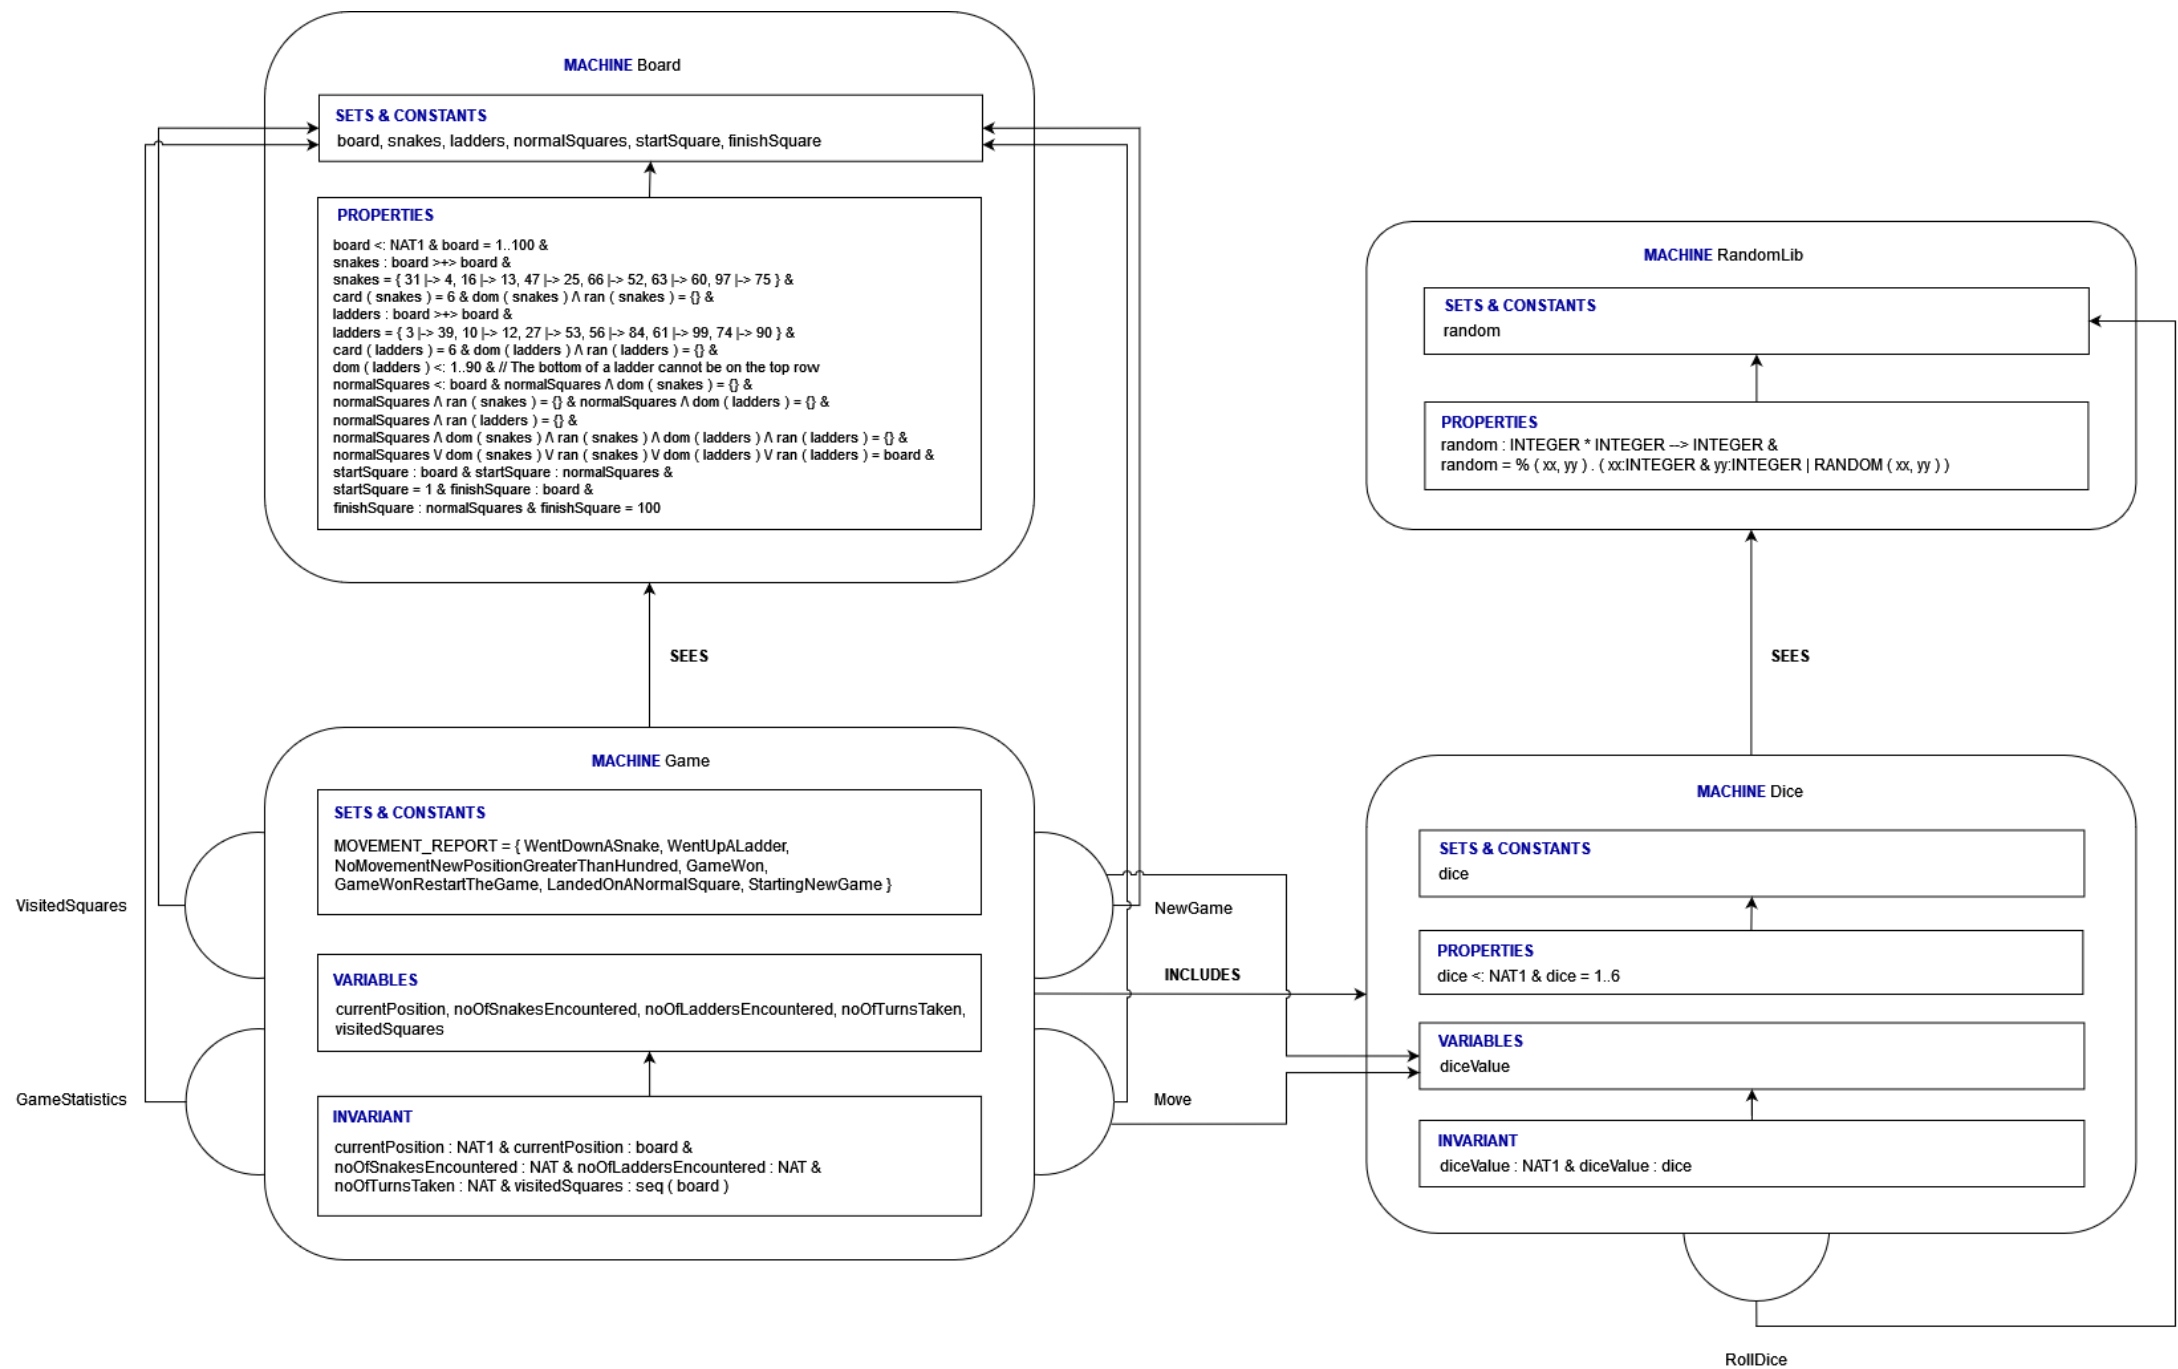 MACHINE Board
SETS & CONSTANTS
board, snakes, ladders, normalSquares, startSquare, finishSquare
PROPERTIES
board <: NAT1 & board = 1..100 &
snakes : board >+> board &
snakes = { 31 |-> 4, 16 |-> 13, 47 |-> 25, 66 |-> 52, 63 |-> 60, 97 |-> 75 } &
card ( snakes ) = 6 & dom ( snakes ) /\ ran ( snakes ) = {} &
ladders : board >+> board &
ladders = { 3 |-> 39, 10 |-> 12, 27 |-> 53, 56 |-> 84, 61 |-> 99, 74 |-> 90 } &
card ( ladders ) = 6 & dom ( ladders ) /\ ran ( ladders ) = {} &
dom ( ladders ) <: 1..90 & // The bottom of a ladder cannot be on the top row
normalSquares <: board & normalSquares /\ dom ( snakes ) = {} &
normalSquares /\ ran ( snakes ) = {} & normalSquares /\ dom ( ladders ) = {} &
normalSquares /\ ran ( ladders ) = {} &
normalSquares /\ dom ( snakes ) /\ ran ( snakes ) /\ dom ( ladders ) /\ ran ( ladders ) = {} &
normalSquares \/ dom ( snakes ) \/ ran ( snakes ) \/ dom ( ladders ) \/ ran ( ladders ) = board &
startSquare : board & startSquare : normalSquares &
startSquare = 1 & finishSquare : board &
finishSquare : normalSquares & finishSquare = 100
MACHINE RandomLib
SETS & CONSTANTS
random
PROPERTIES
random : INTEGER * INTEGER --> INTEGER &
random = % ( xx, yy ) . ( xx:INTEGER & yy:INTEGER | RANDOM ( xx, yy ) )
SEES
SEES
MACHINE Game
SETS & CONSTANTS
MOVEMENT_REPORT = { WentDownASnake, WentUpALadder,
NoMovementNewPositionGreaterThanHundred, GameWon,
GameWonRestartTheGame, LandedOnANormalSquare, StartingNewGame }
VARIABLES
currentPosition, noOfSnakesEncountered, noOfLaddersEncountered, noOfTurnsTaken,
visitedSquares
INVARIANT
currentPosition : NAT1 & currentPosition : board &
noOfSnakesEncountered : NAT & noOfLaddersEncountered : NAT &
noOfTurnsTaken : NAT & visitedSquares : seq ( board )
VisitedSquares
GameStatistics
NewGame
INCLUDES
Move
MACHINE Dice
SETS & CONSTANTS
dice
PROPERTIES
dice <: NAT1 & dice = 1..6
VARIABLES
diceValue
INVARIANT
diceValue : NAT1 & diceValue : dice
RollDice